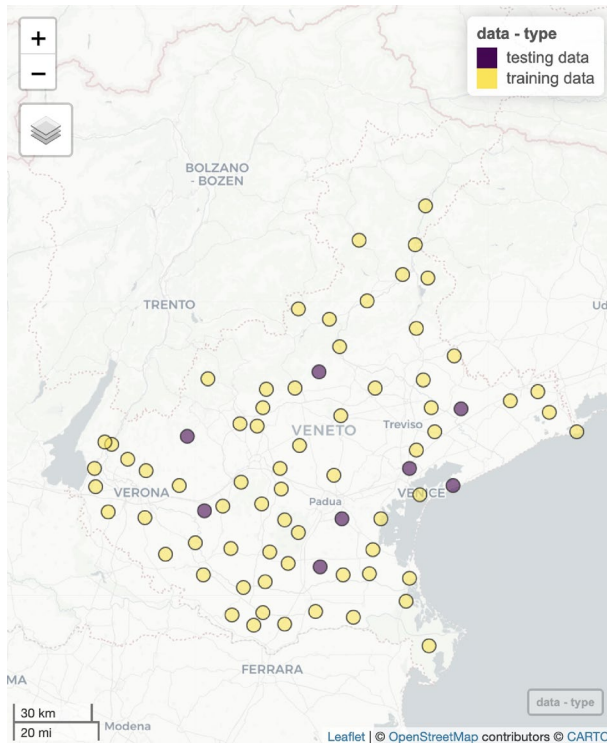 +
−
data - type
testing data
training data
BOLZANO
- BOZEN
TRENTO
Ud
VENETO
Treviso
VERONA
Padua
VENICE
FERRARA
MA
Modena
30 km
20 mi
data - type
Leaflet | © OpenStreetMap contributors © CARTO